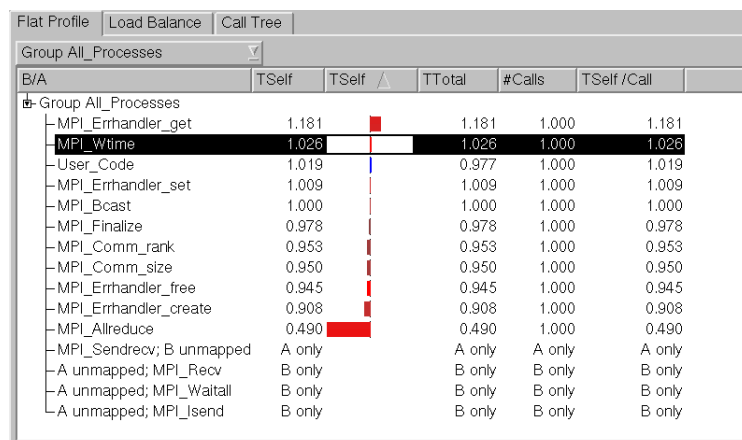 Flat Profile Load Balance Call Tree
Group All_Processes
B/A TSelf TSelf TTotal #Calls TSelf /Call
Group All_Processes
MPI_Errhandler_get 1.181 1.181 1.000 1.181
MPI_Wtime 1.026 1.026 1.000 1.026
User_Code 1.019 0.977 1.000 1.019
MPI_Errhandler_set 1.009 1.009 1.000 1.009
MPI_Bcast 1.000 1.000 1.000 1.000
MPI_Finalize 0.978 0.978 1.000 0.978
MPI_Comm_rank 0.953 0.953 1.000 0.953
MPI_Comm_size 0.950 0.950 1.000 0.950
MPI_Errhandler_free 0.945 0.945 1.000 0.945
MPI_Errhandler_create 0.908 0.908 1.000 0.908
MPI_Allreduce 0.490 0.490 1.000 0.490
MPI_Sendrecv; B unmapped A only A only A only A only
A unmapped; MPI_Recv B only B only B only B only
A unmapped; MPI_Waitall B only B only B only B only
A unmapped; MPI_Isend B only B only B only B only